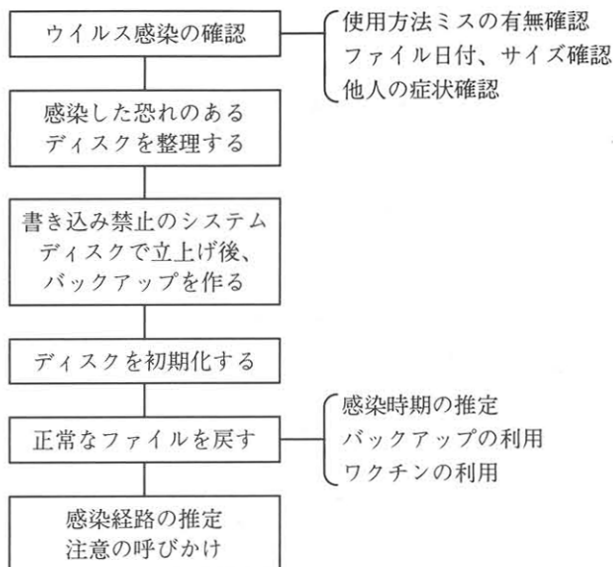 ウイルス感染の確認
使用方法ミスの有無確認
ファイル日付、サイズ確認
他人の症状確認
感染した恐れのある
ディスクを整理する
書き込み禁止のシステム
ディスクで立上げ後、
バックアップを作る
ディスクを初期化する
正常なファイルを戻す
感染時期の推定
バックアップの利用
ワクチンの利用
感染経路の推定
注意の呼びかけ